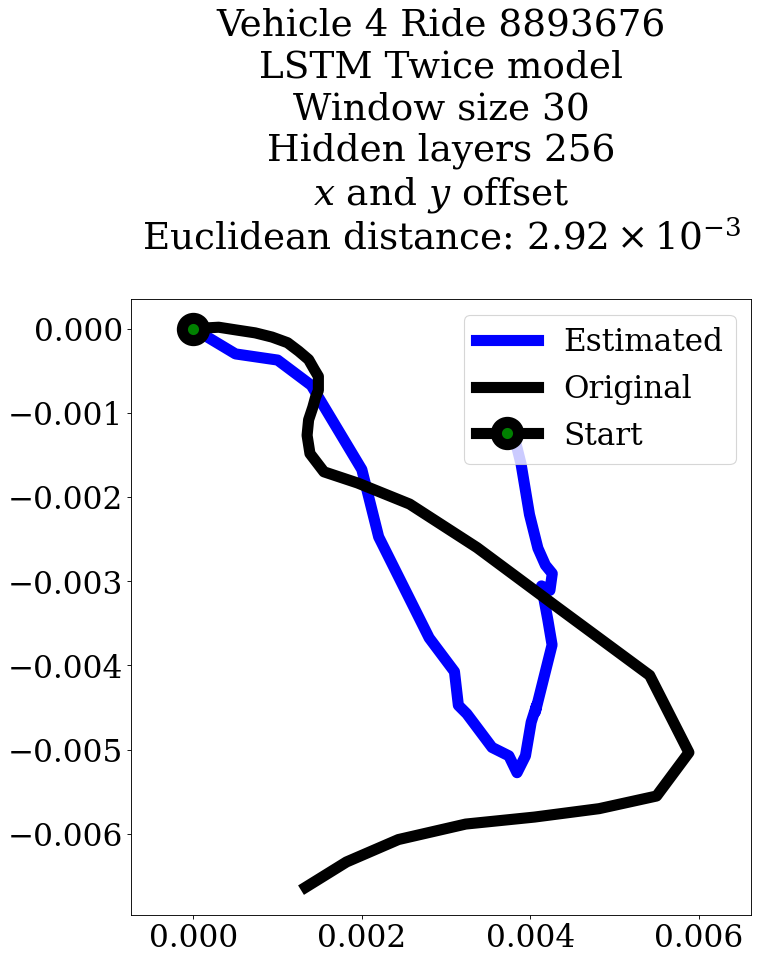 Vehicle 4 Ride 8893676
LSTM Twice model
Window size 30
Hidden layers 256
x and y offset
Euclidean distance: 2.92 × 10⁻³
Estimated
Original
Start
0.000
−0.001
−0.002
−0.003
−0.004
−0.005
−0.006
0.000 0.002 0.004 0.006